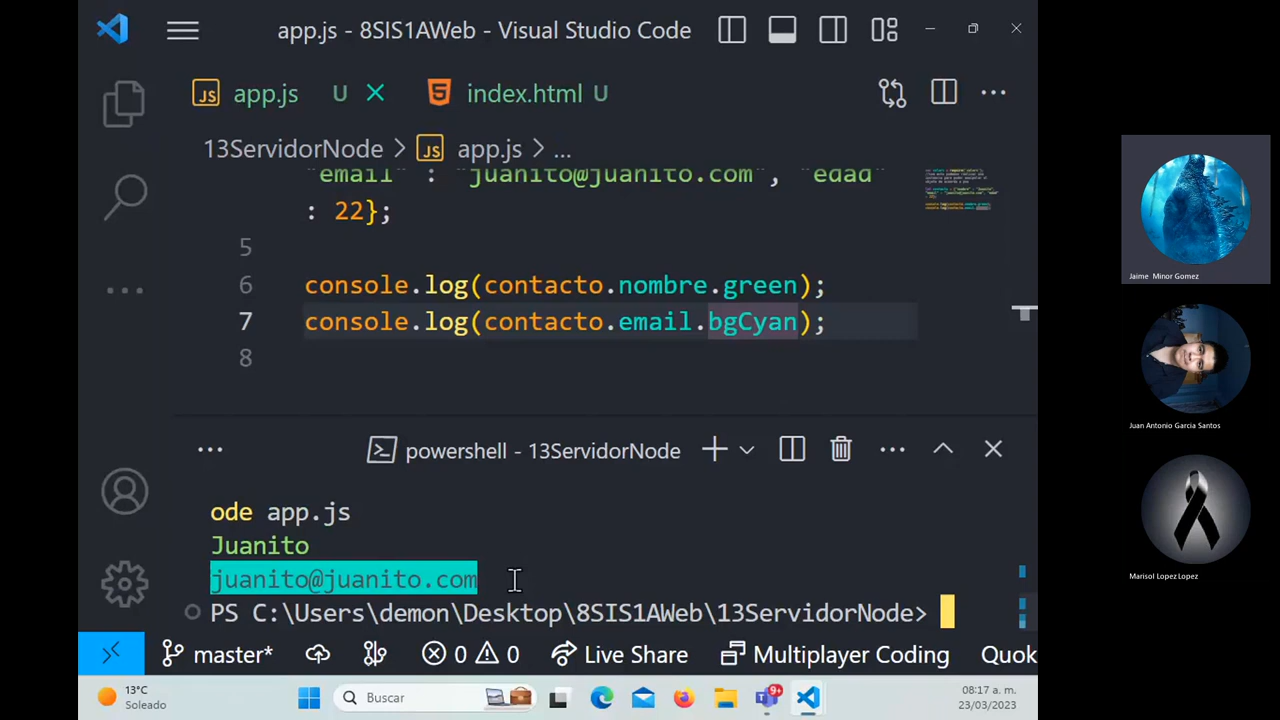 app.js - 8SIS1AWeb - Visual Studio Code
JS app.js U index.html U
13ServidorNode > JS app.js > ...
"email" : "juanito@juanito.com", "edad"
: 22};
5
6 console.log(contacto.nombre.green);
7 console.log(contacto.email.bgCyan);
8
powershell - 13ServidorNode
ode app.js
Juanito
juanito@juanito.com
PS C:\Users\demon\Desktop\8SIS1AWeb\13ServidorNode>
master* 0 0 Live Share Multiplayer Coding Quok
13°C
Soleado
Buscar
9+
08:17 a. m.
23/03/2023
Jaime Minor Gomez
Juan Antonio Garcia Santos
Marisol Lopez Lopez